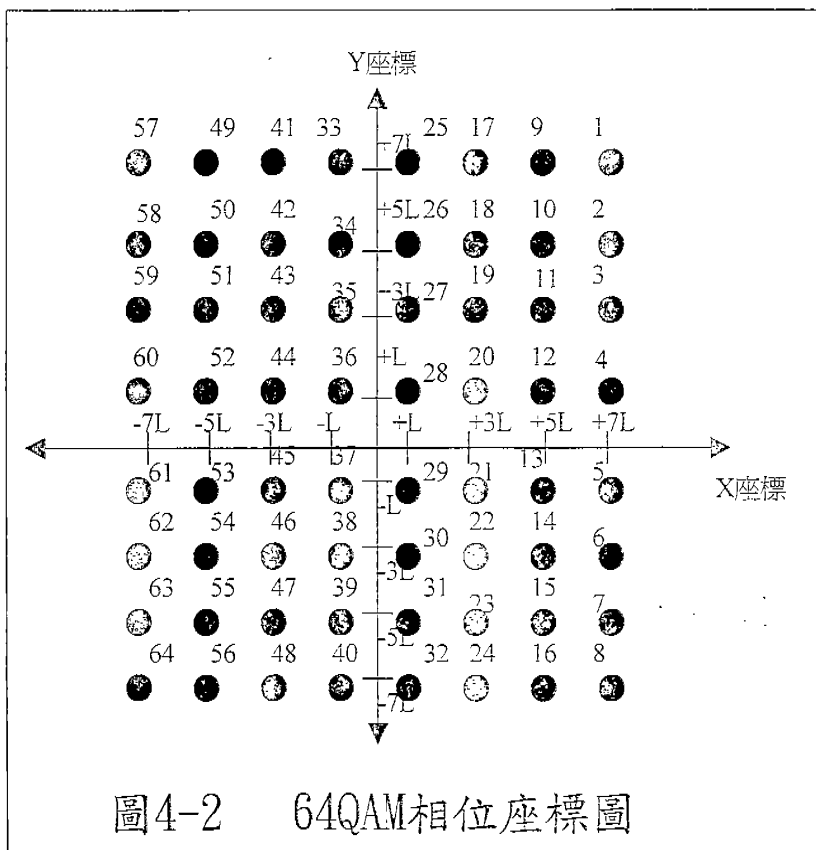 Y座標
57 49 41 33 25 17 9 1
+7L
58 50 42 34 +5L 26 18 10 2
59 51 43 35 -3L 27 19 11 3
60 52 44 36 +L 28 20 12 4
-7L -5L -3L -L +L +3L +5L +7L
X座標
61 53 45 37 29 21 13 5
-L
62 54 46 38 30 22 14 6
-3L
63 55 47 39 31 23 15 7
-5L
64 56 48 40 32 24 16 8
-7L
圖4-2 64QAM相位座標圖